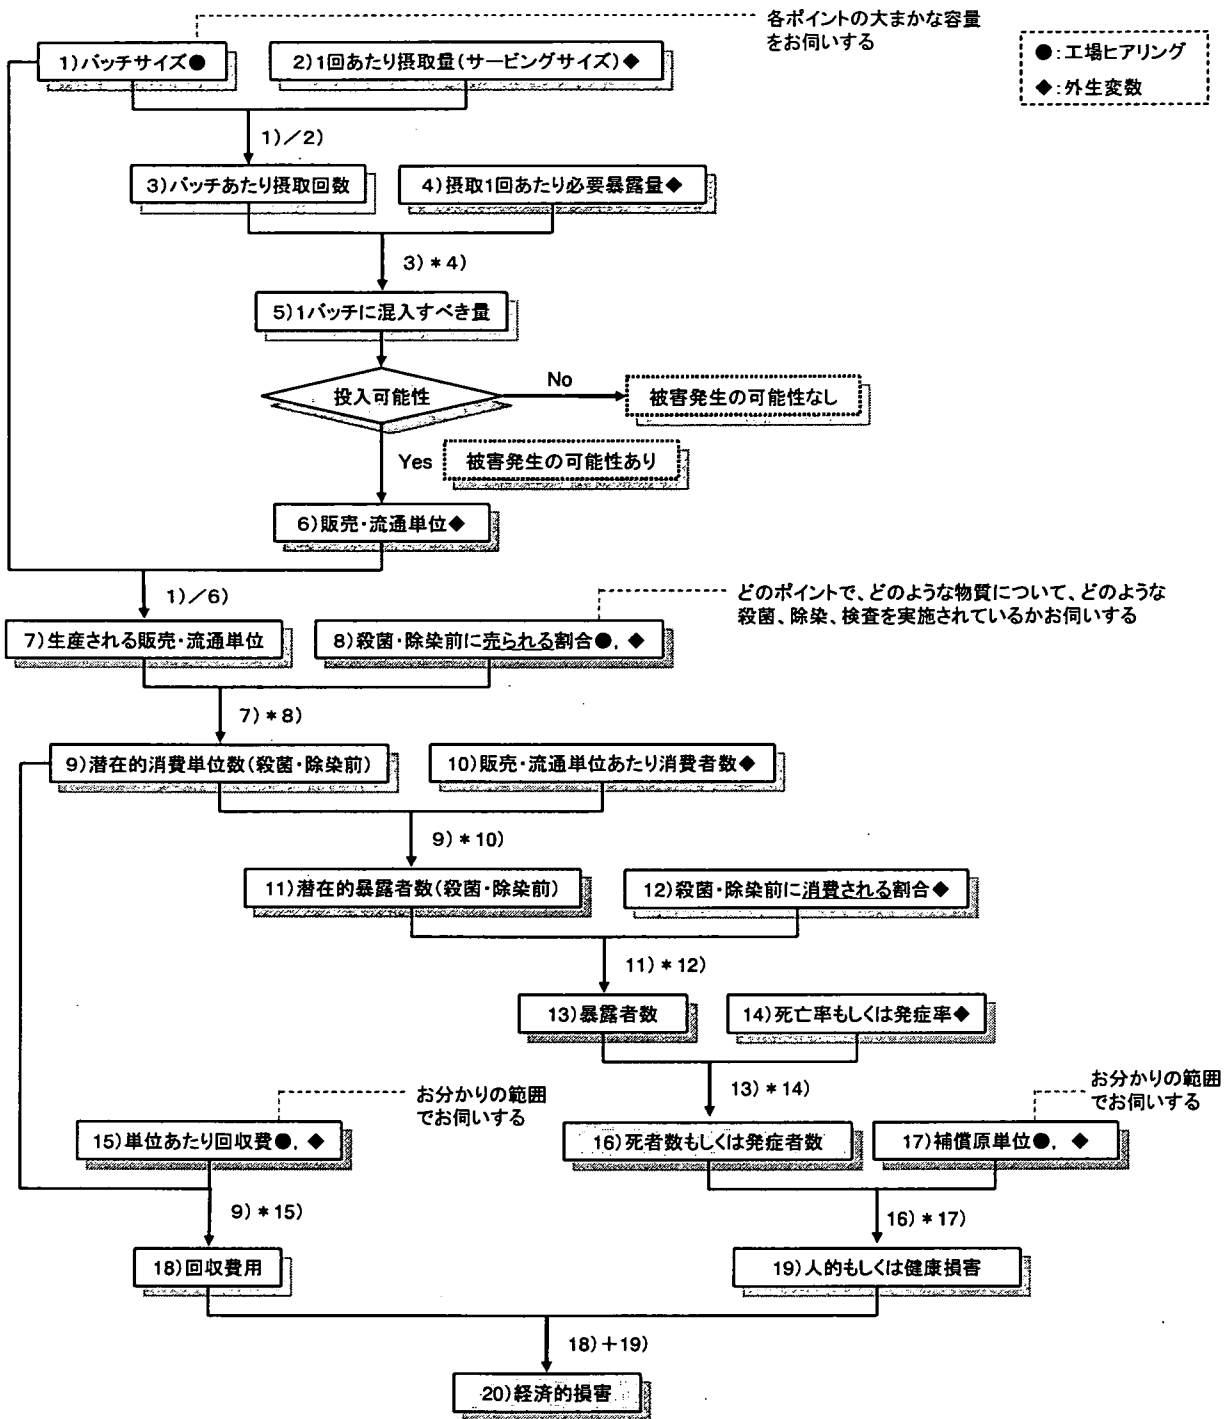 各ポイントの大まかな容量
をお伺いする
●:工場ヒアリング
◆:外生変数
1)バッチサイズ●
2)1回あたり摂取量(サービングサイズ)◆
1)/2)
3)バッチあたり摂取回数
4)摂取1回あたり必要暴露量◆
3)*4)
5)1バッチに混入すべき量
投入可能性
No
被害発生の可能性なし
Yes
被害発生の可能性あり
6)販売・流通単位◆
1)/6)
どのポイントで、どのような物質について、どのような
殺菌、除染、検査を実施されているかお伺いする
7)生産される販売・流通単位
8)殺菌・除染前に売られる割合●, ◆
7)*8)
9)潜在的消費単位数(殺菌・除染前)
10)販売・流通単位あたり消費者数◆
9)*10)
11)潜在的暴露者数(殺菌・除染前)
12)殺菌・除染前に消費される割合◆
11)*12)
13)暴露者数
14)死亡率もしくは発症率◆
13)*14)
お分かりの範囲
でお伺いする
お分かりの範囲
でお伺いする
15)単位あたり回収費●, ◆
16)死者数もしくは発症者数
17)補償原単位●, ◆
9)*15)
16)*17)
18)回収費用
19)人的もしくは健康損害
18)+19)
20)経済的損害